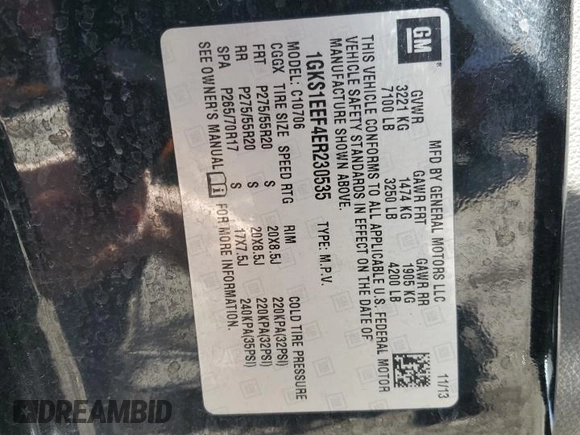 GM
MFD BY GENERAL MOTORS LLC
11/13
GVWR GAWR FRT GAWR RR
3221 KG 1474 KG 1905 KG
7100 LB 3250 LB 4200 LB
THIS VEHICLE CONFORMS TO ALL APPLICABLE U.S. FEDERAL MOTOR
VEHICLE SAFETY STANDARDS IN EFFECT ON THE DATE OF
MANUFACTURE SHOWN ABOVE.
1GKS1EEF4ER230535 TYPE: M.P.V.
MODEL: C10706
CGGX TIRE SIZE SPEED RTG RIM COLD TIRE PRESSURE
FRT P275/55R20 S 20X8.5J 220KPA(32PSI)
RR P275/55R20 S 20X8.5J 220KPA(32PSI)
SPA P265/70R17 S 17X7.5J 240KPA(35PSI)
SEE OWNER'S MANUAL FOR MORE INFORMATION.
DREAMBID